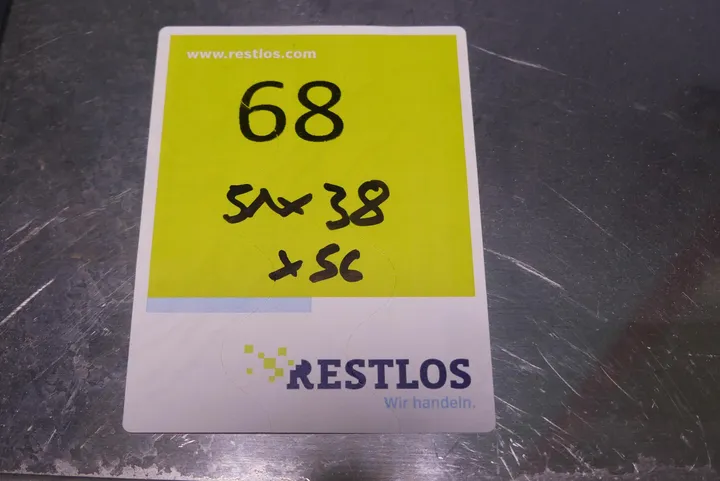 www.restlos.com
68
51x38
x56
RESTLOS
Wir handeln.